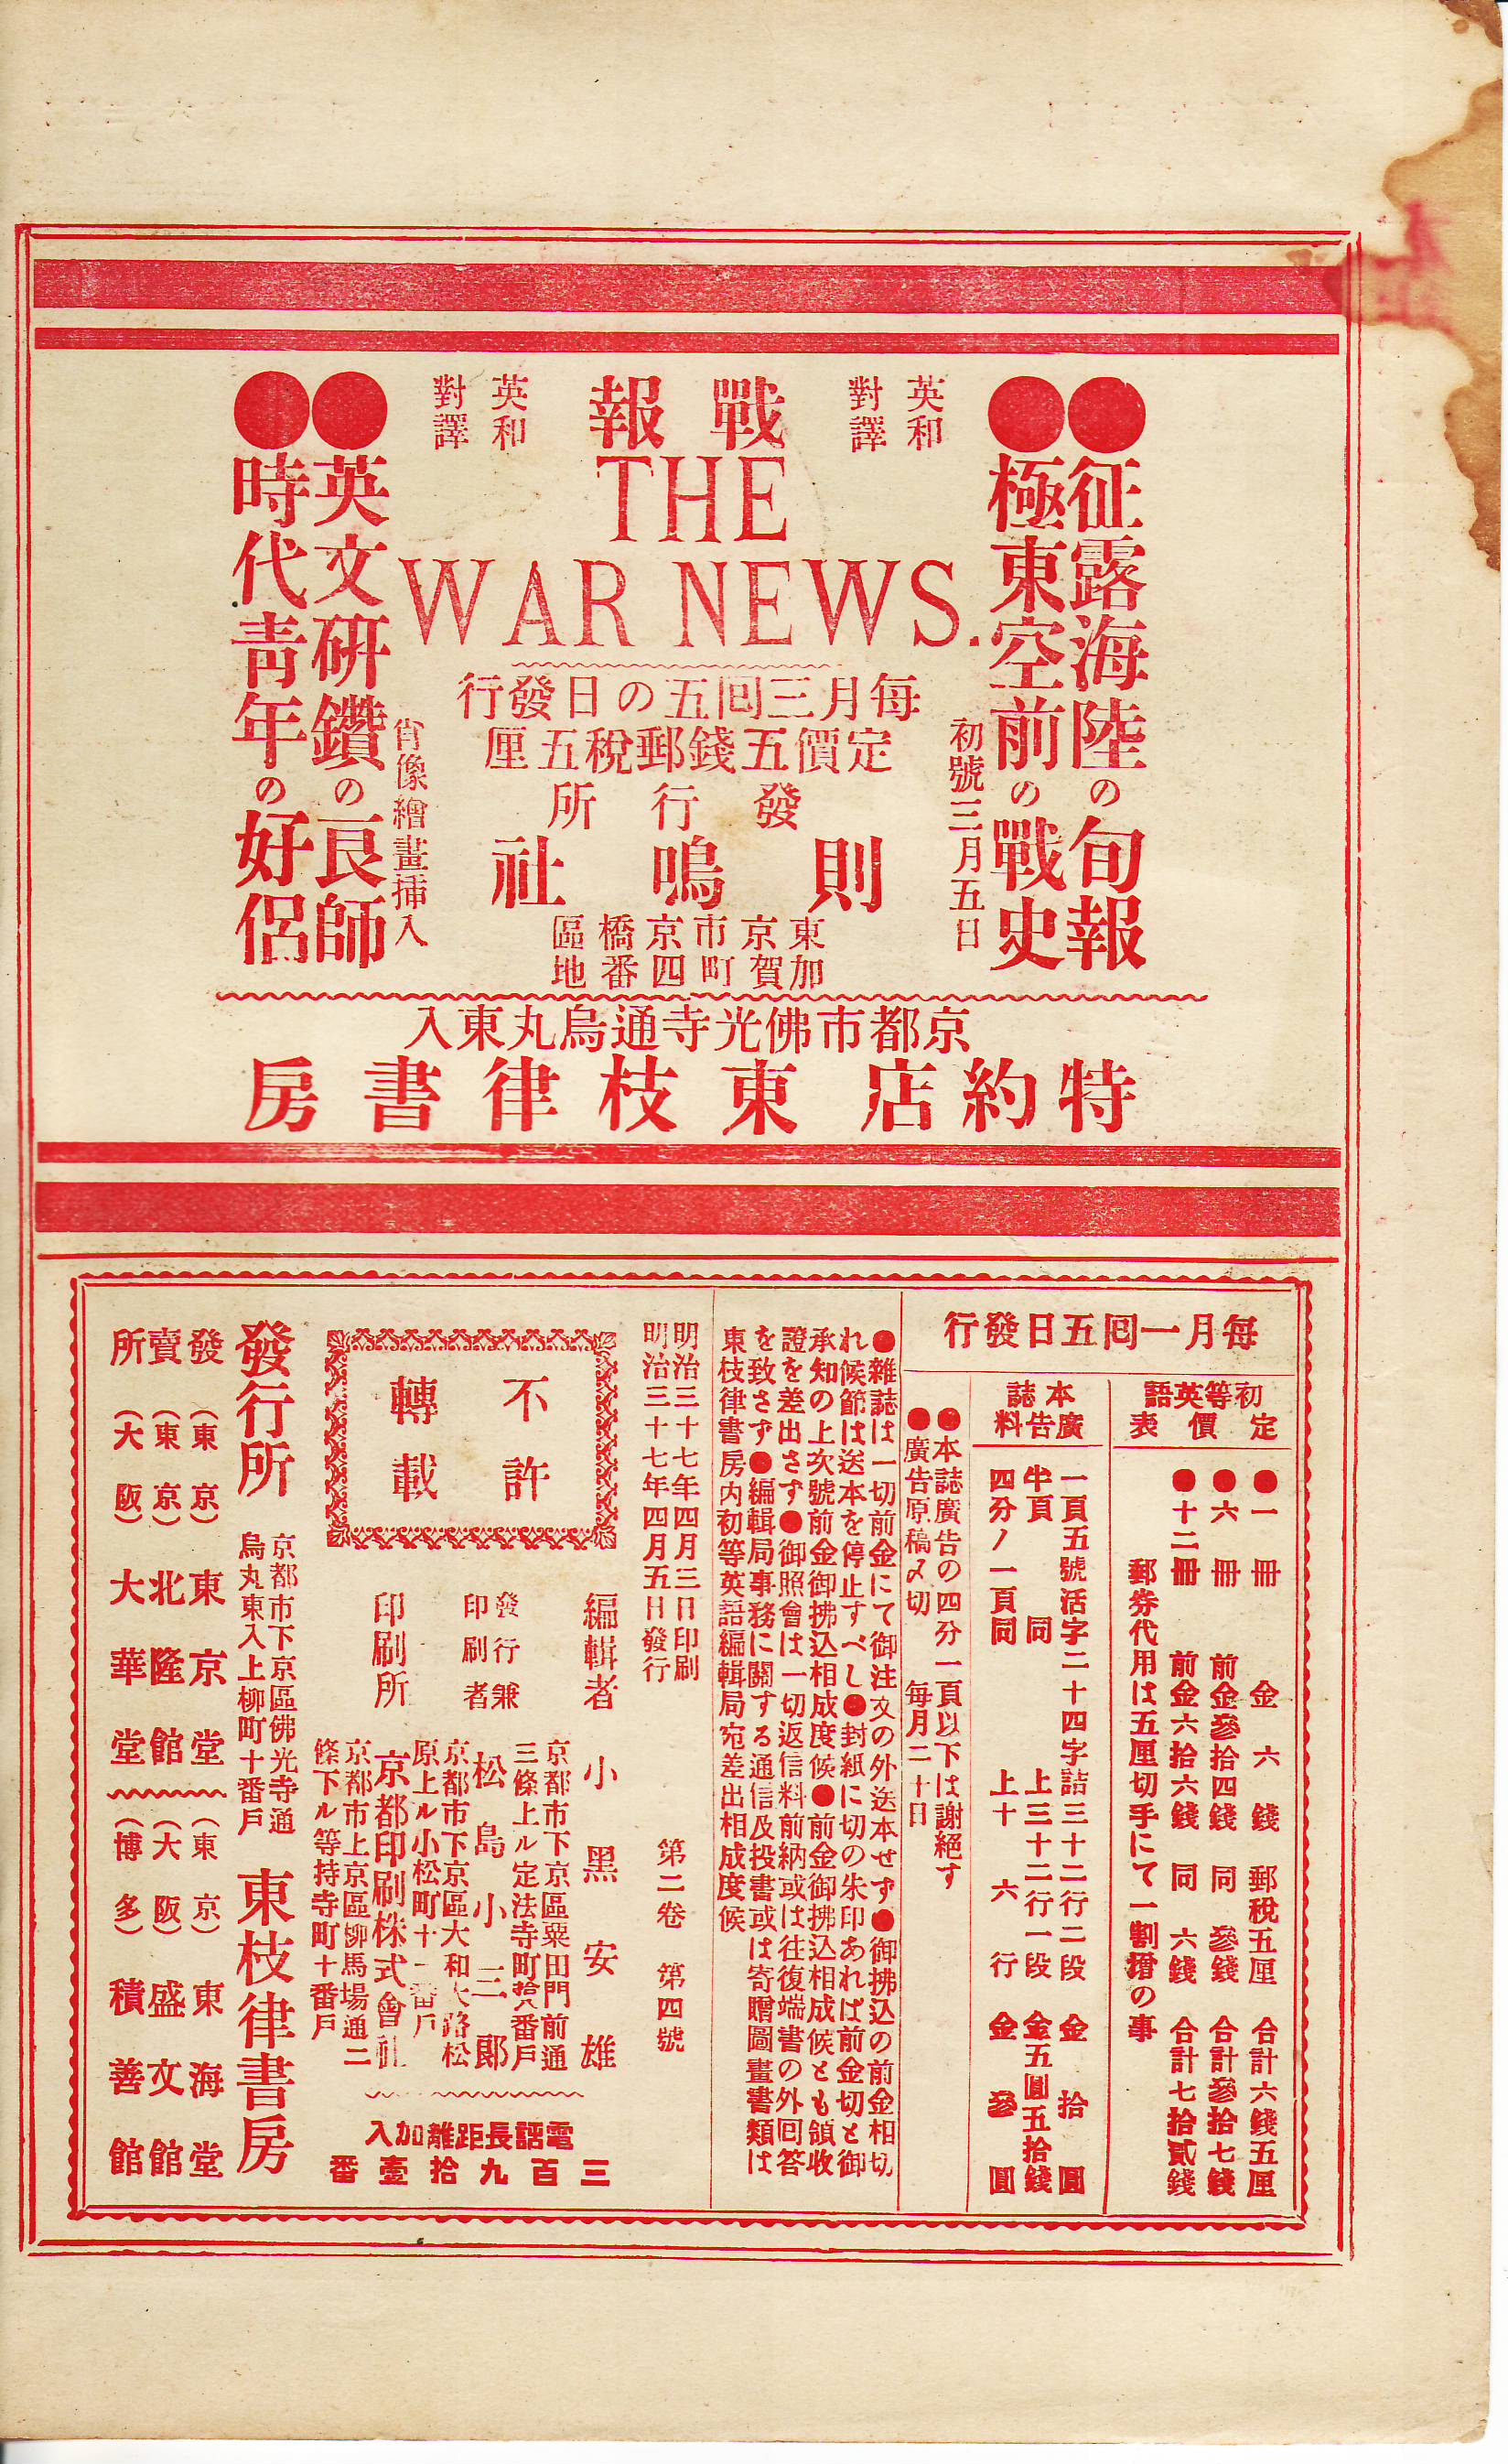 ●征露海陸の旬報
●極東空前の戰史
初號三月五日
英和對譯
戰報
英和對譯
THE
WAR NEWS.
每月三回五の日發行
定價五錢郵稅五厘
發行所
則鳴社
東京市京橋區
加賀町四番地
肖像繪畫挿入
●英文硏鑽の良師
●時代靑年の好侶
京都市佛光寺通烏丸東入
特約店 東枝律書房
每月一回五日發行
初等英語
定價表
●一冊 金六錢 郵稅五厘 合計六錢五厘
●六冊 前金參拾四錢 同 參錢 合計參拾七錢
●十二冊 前金六拾六錢 同 六錢 合計七拾貳錢
郵券代用は五厘切手にて一割增の事
本誌
廣告料
一頁五號活字二十四字詰三十二行二段 金拾圓
半頁 同 上三十二行一段 金五圓五拾錢
四分ノ一頁同 上十六行 金參圓
●本誌廣告の四分一頁以下は謝絕す
●廣告原稿〆切 每月二十日
●雜誌は一切前金にて御注文の外送本せず●御拂込の前金相切
れ候節は送本を停止すべし●封紙に切の朱印あれば前金切と御
承知の上次號前金御拂込相成度候●前金御拂込相成候とも領收
證を差出さず●御照會は一切返信料前納或は往復端書の外回答
を致さず●編輯局事務に關する通信及投書或は寄贈圖畫書類は
東枝律書房内初等英語編輯局宛差出相成度候
明治三十七年四月三日印刷
明治三十七年四月五日發行
第二卷 第四號
不許
轉載
編輯者 小黑安雄
京都市下京區粟田門前通
三條上ル定法寺町拾八番戶
發行兼
印刷者 松島小三郞
京都市下京區大和大路松
原上ル小松町十一番戶
印刷所 京都印刷株式會社
京都市上京區柳馬場通二
條下ル等持寺町十番戶
電話長距離加入
三百九拾壹番
發行所
京都市下京區佛光寺通
烏丸東入上柳町十番戶
東枝律書房
發賣所
(東京) 東京堂 (東京) 東海堂
(東京) 北隆館 (大阪) 盛文館
(大阪) 大華堂 (博多) 積善館